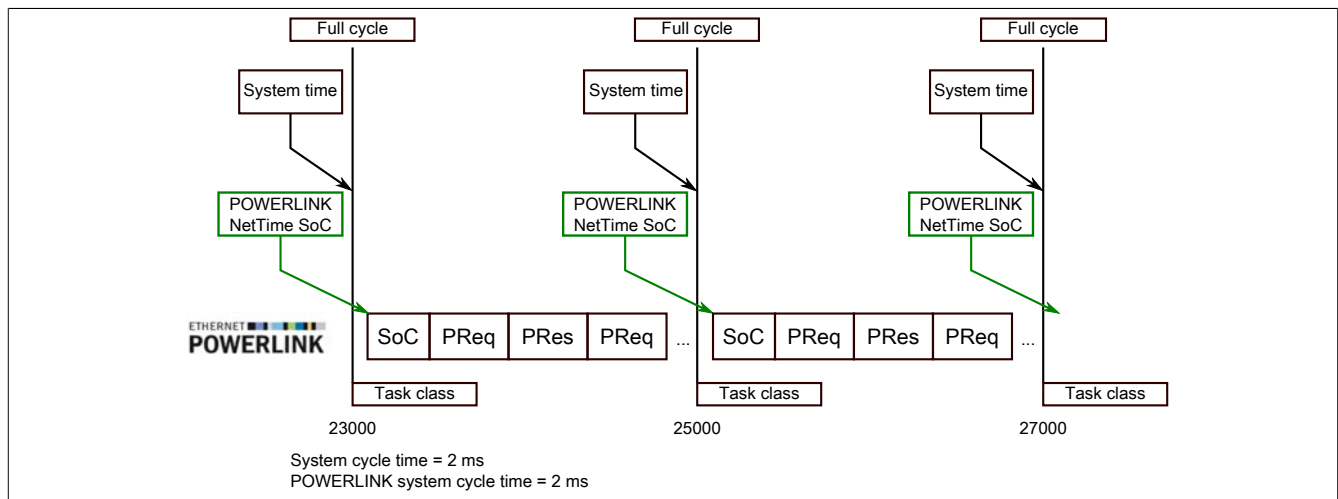 Full cycle
Full cycle
Full cycle
System time
System time
System time
POWERLINK
NetTime SoC
POWERLINK
NetTime SoC
POWERLINK
NetTime SoC
ETHERNET
POWERLINK
SoC PReq PRes PReq ... SoC PReq PRes PReq ...
Task class
Task class
Task class
23000
25000
27000
System cycle time = 2 ms
POWERLINK system cycle time = 2 ms